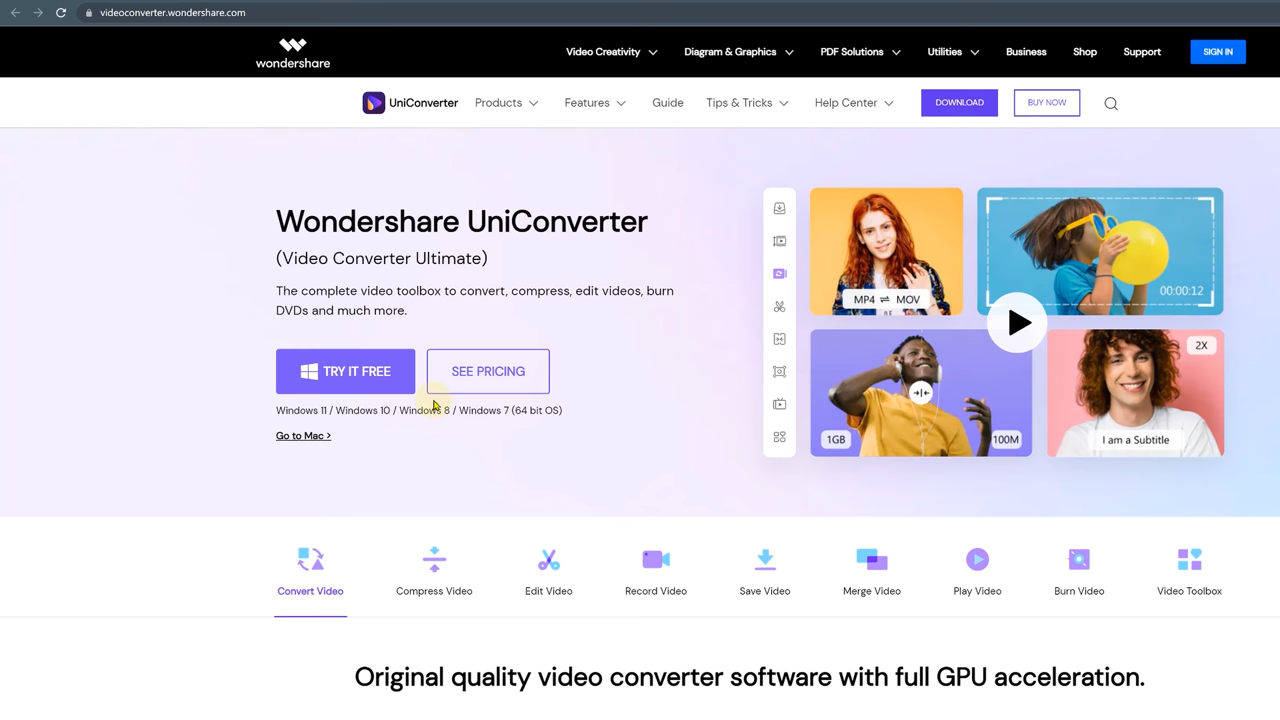 videoconverter.wondershare.com
wondershare
Video Creativity
Diagram & Graphics
PDF Solutions
Utilities
Business
Shop
Support
SIGN IN
UniConverter
Products
Features
Guide
Tips & Tricks
Help Center
DOWNLOAD
BUY NOW
Wondershare UniConverter
(Video Converter Ultimate)
The complete video toolbox to convert, compress, edit videos, burn
DVDs and much more.
TRY IT FREE
SEE PRICING
Windows 11 / Windows 10 / Windows 8 / Windows 7 (64 bit OS)
Go to Mac >
MP4 ⇌ MOV
00:00:12
1GB
100M
2X
I am a Subtitle
Convert Video
Compress Video
Edit Video
Record Video
Save Video
Merge Video
Play Video
Burn Video
Video Toolbox
Original quality video converter software with full GPU acceleration.